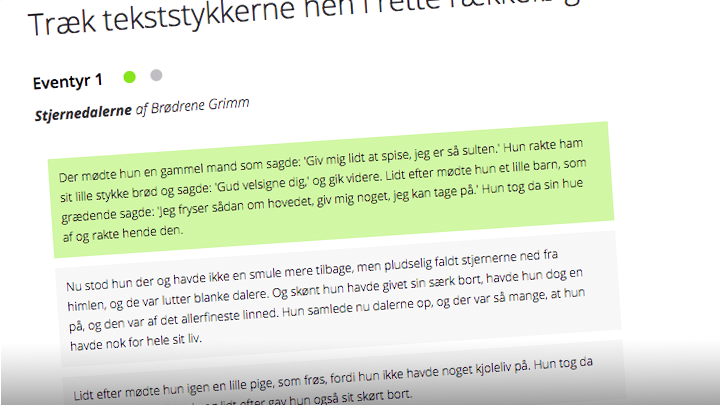 Træk tekststykkerne hen i rette
Eventyr 1
Stjernedalerne af Brødrene Grimm
Der mødte hun en gammel mand som sagde: 'Giv mig lidt at spise, jeg er så sulten.' Hun rakte ham
sit lille stykke brød og sagde: 'Gud velsigne dig,' og gik videre. Lidt efter mødte hun et lille barn, som
grædende sagde: 'Jeg fryser sådan om hovedet, giv mig noget, jeg kan tage på.' Hun tog da sin hue
af og rakte hende den.
Nu stod hun der og havde ikke en smule mere tilbage, men pludselig faldt stjernerne ned fra
himlen, og de var lutter blanke dalere. Og skønt hun havde givet sin særk bort, havde hun dog en
på, og den var af det allerfineste linned. Hun samlede nu dalerne op, og der var så mange, at hun
havde nok for hele sit liv.
Lidt efter mødte hun igen en lille pige, som frøs, fordi hun ikke havde noget kjoleliv på. Hun tog da
lidt efter gav hun også sit skørt bort.